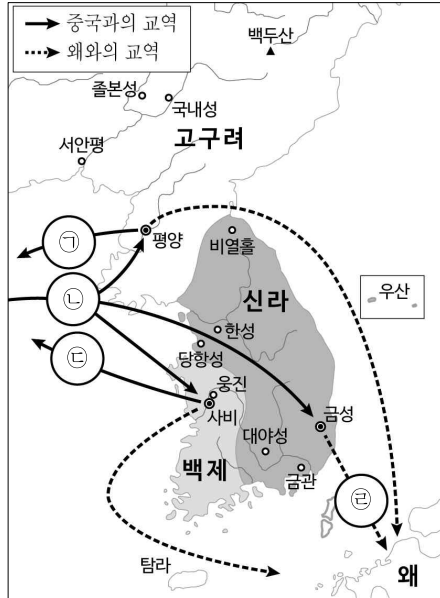 중국과의 교역
왜와의 교역
백두산
졸본성
국내성
고구려
서안평
㉠
평양
비열홀
㉡
신라
우산
한성
㉢
당항성
웅진
사비
금성
대야성
백제
금관
㉣
탐라
왜